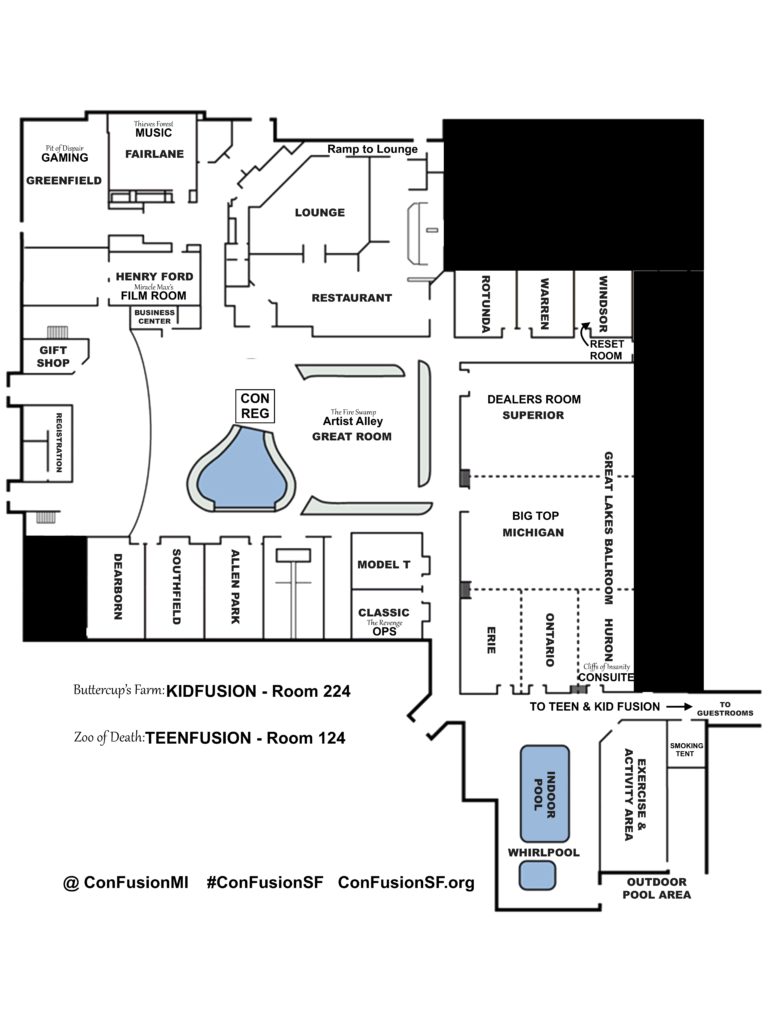 Thieves Forest
MUSIC
FAIRLANE
Pit of Dispair
GAMING
GREENFIELD
Ramp to Lounge
LOUNGE
HENRY FORD
Miracle Max's
FILM ROOM
RESTAURANT
BUSINESS
CENTER
ROTUNDA
WARREN
WINDSOR
RESET
ROOM
GIFT
SHOP
CON
REG
The Fire Swamp
Artist Alley
GREAT ROOM
DEALERS ROOM
SUPERIOR
REGISTRATION
GREAT LAKES BALLROOM
BIG TOP
MICHIGAN
DEARBORN
SOUTHFIELD
ALLEN PARK
MODEL T
CLASSIC
The Revenge
OPS
ERIE
ONTARIO
HURON
Cliffs of Insanity
CONSUITE
Buttercup's Farm: KIDFUSION - Room 224
TO TEEN & KID FUSION
TO
GUESTROOMS
Zoo of Death: TEENFUSION - Room 124
SMOKING
TENT
INDOOR
POOL
EXERCISE &
ACTIVITY AREA
WHIRLPOOL
@ ConFusionMI #ConFusionSF ConFusionSF.org
OUTDOOR
POOL AREA